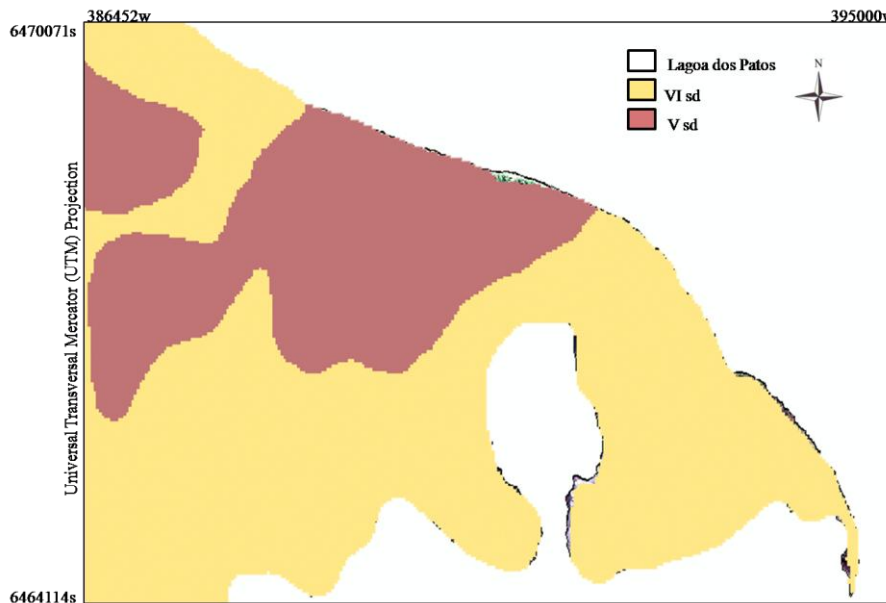 386452w
395000w
6470071s
Lagoa dos Patos
N
VI sd
V sd
Universal Transversal Mercator (UTM) Projection
6464114s